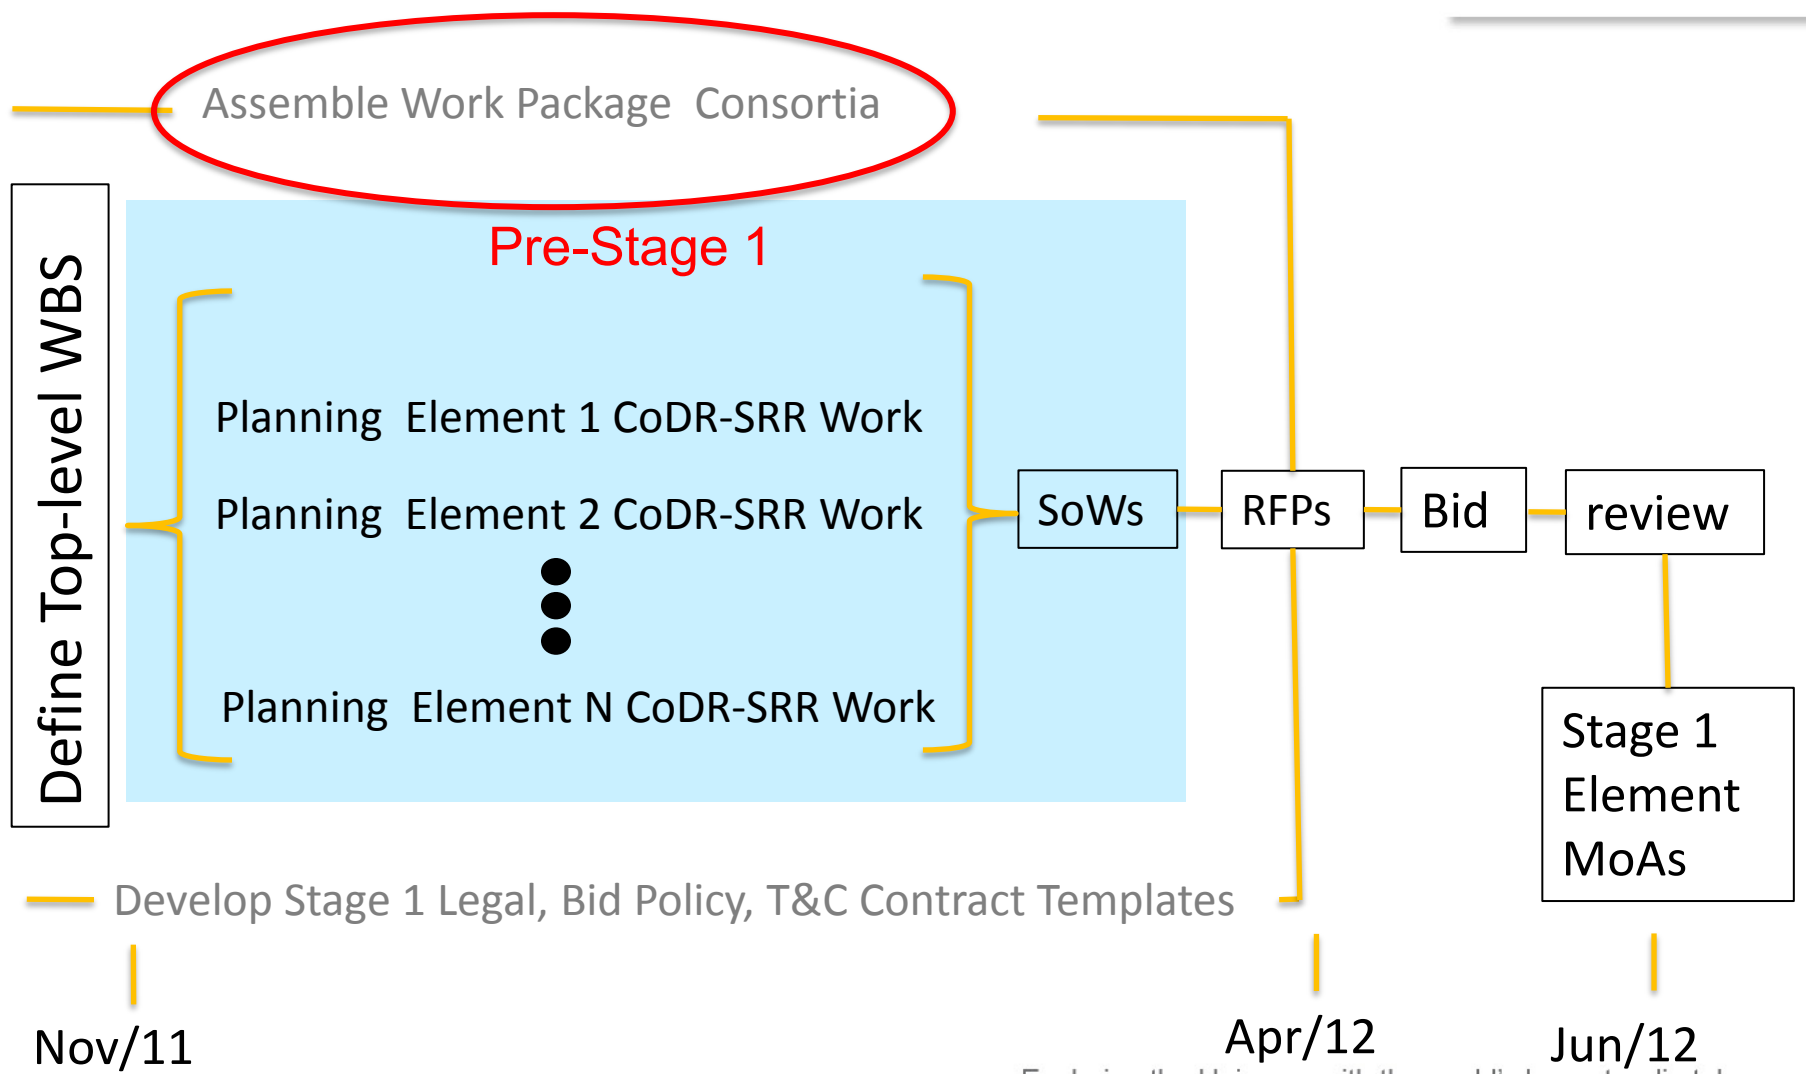 Assemble Work Package Consortia
Define Top-level WBS
Pre-Stage 1
Planning Element 1 CoDR-SRR Work
Planning Element 2 CoDR-SRR Work
Planning Element N CoDR-SRR Work
SoWs
RFPs
Bid
review
Stage 1
Element
MoAs
Develop Stage 1 Legal, Bid Policy, T&C Contract Templates
Nov/11
Apr/12
Jun/12